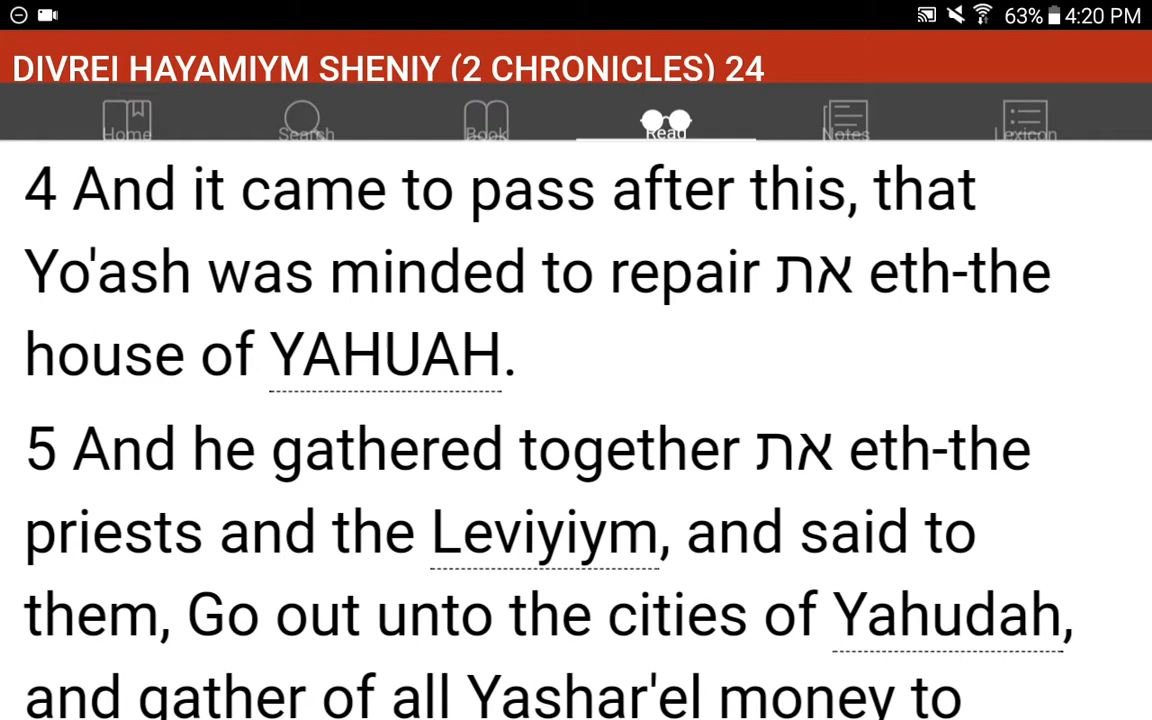 63% 4:20 PM
DIVREI HAYAMIYM SHENIY (2 CHRONICLES) 24
Home Search Book Read Notes Lexicon
4 And it came to pass after this, that
Yo'ash was minded to repair את eth-the
house of YAHUAH.
5 And he gathered together את eth-the
priests and the Leviyiym, and said to
them, Go out unto the cities of Yahudah,
and gather of all Yashar'el money to